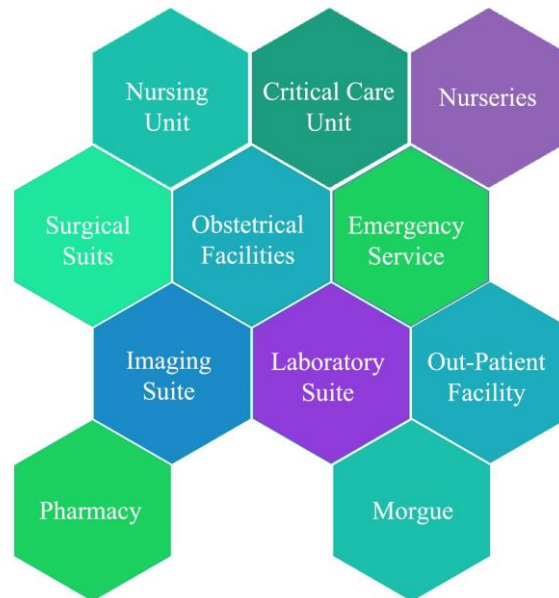 Nursing
Unit
Critical Care
Unit
Nurseries
Surgical
Suits
Obstetrical
Facilities
Emergency
Service
Imaging
Suite
Laboratory
Suite
Out-Patient
Facility
Pharmacy
Morgue